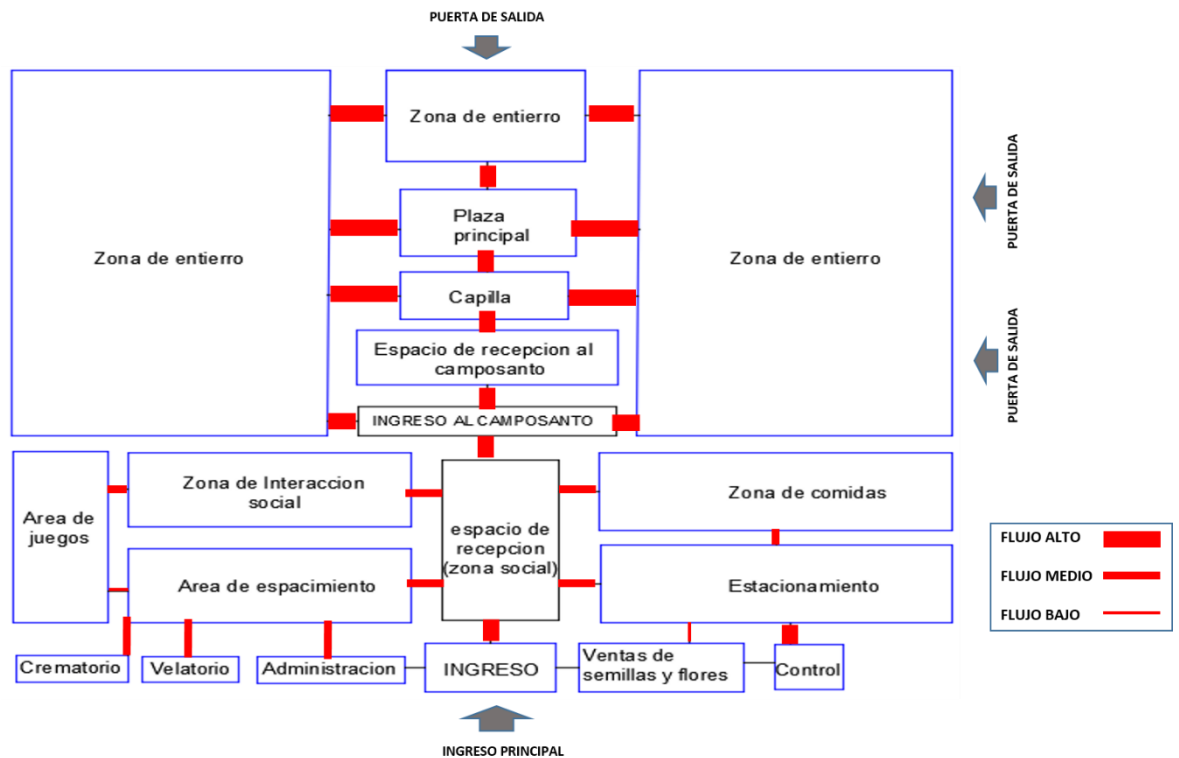 PUERTA DE SALIDA
Zona de entierro
Plaza
principal
Zona de entierro
Zona de entierro
Capilla
Espacio de recepcion al
camposanto
INGRESO AL CAMPOSANTO
PUERTA DE SALIDA
PUERTA DE SALIDA
Zona de Interaccion
social
Zona de comidas
Area de
juegos
espacio de
recepcion
(zona social)
Area de espacimiento
Estacionamiento
FLUJO ALTO
FLUJO MEDIO
FLUJO BAJO
Crematorio
Velatorio
Administracion
INGRESO
Ventas de
semillas y flores
Control
INGRESO PRINCIPAL